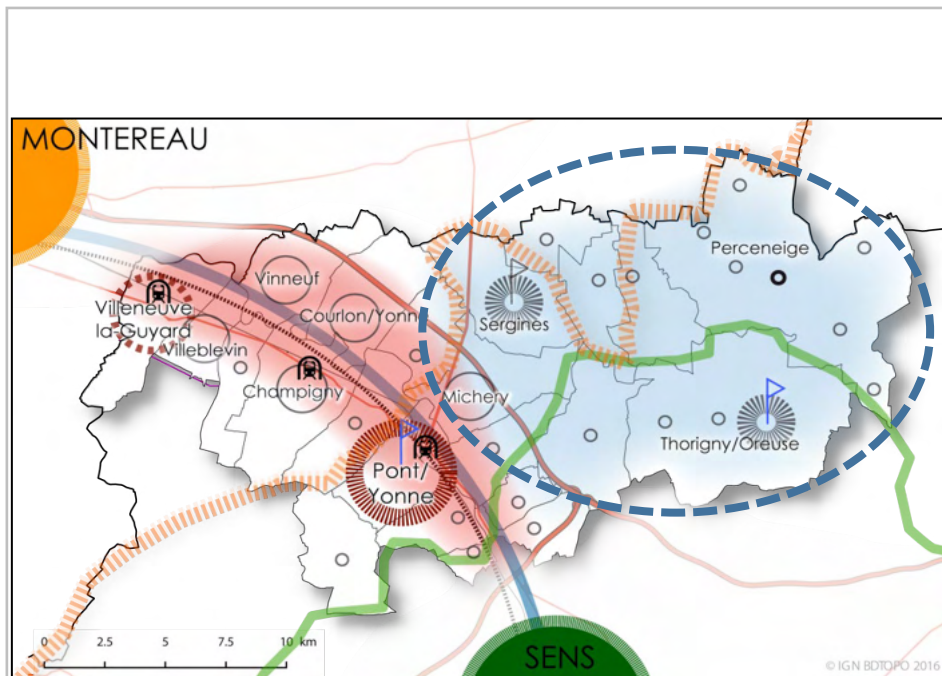 MONTEREAU
Perceneige
Vinneuf
Villeneuve
la-Guyard
Courlon/Yonne
Sergines
Villeblevin
Champigny
Michery
Thorigny/Oreuse
Pont/
Yonne
0 2.5 5 7.5 10 km
SENS
© IGN BDTOPO 2016